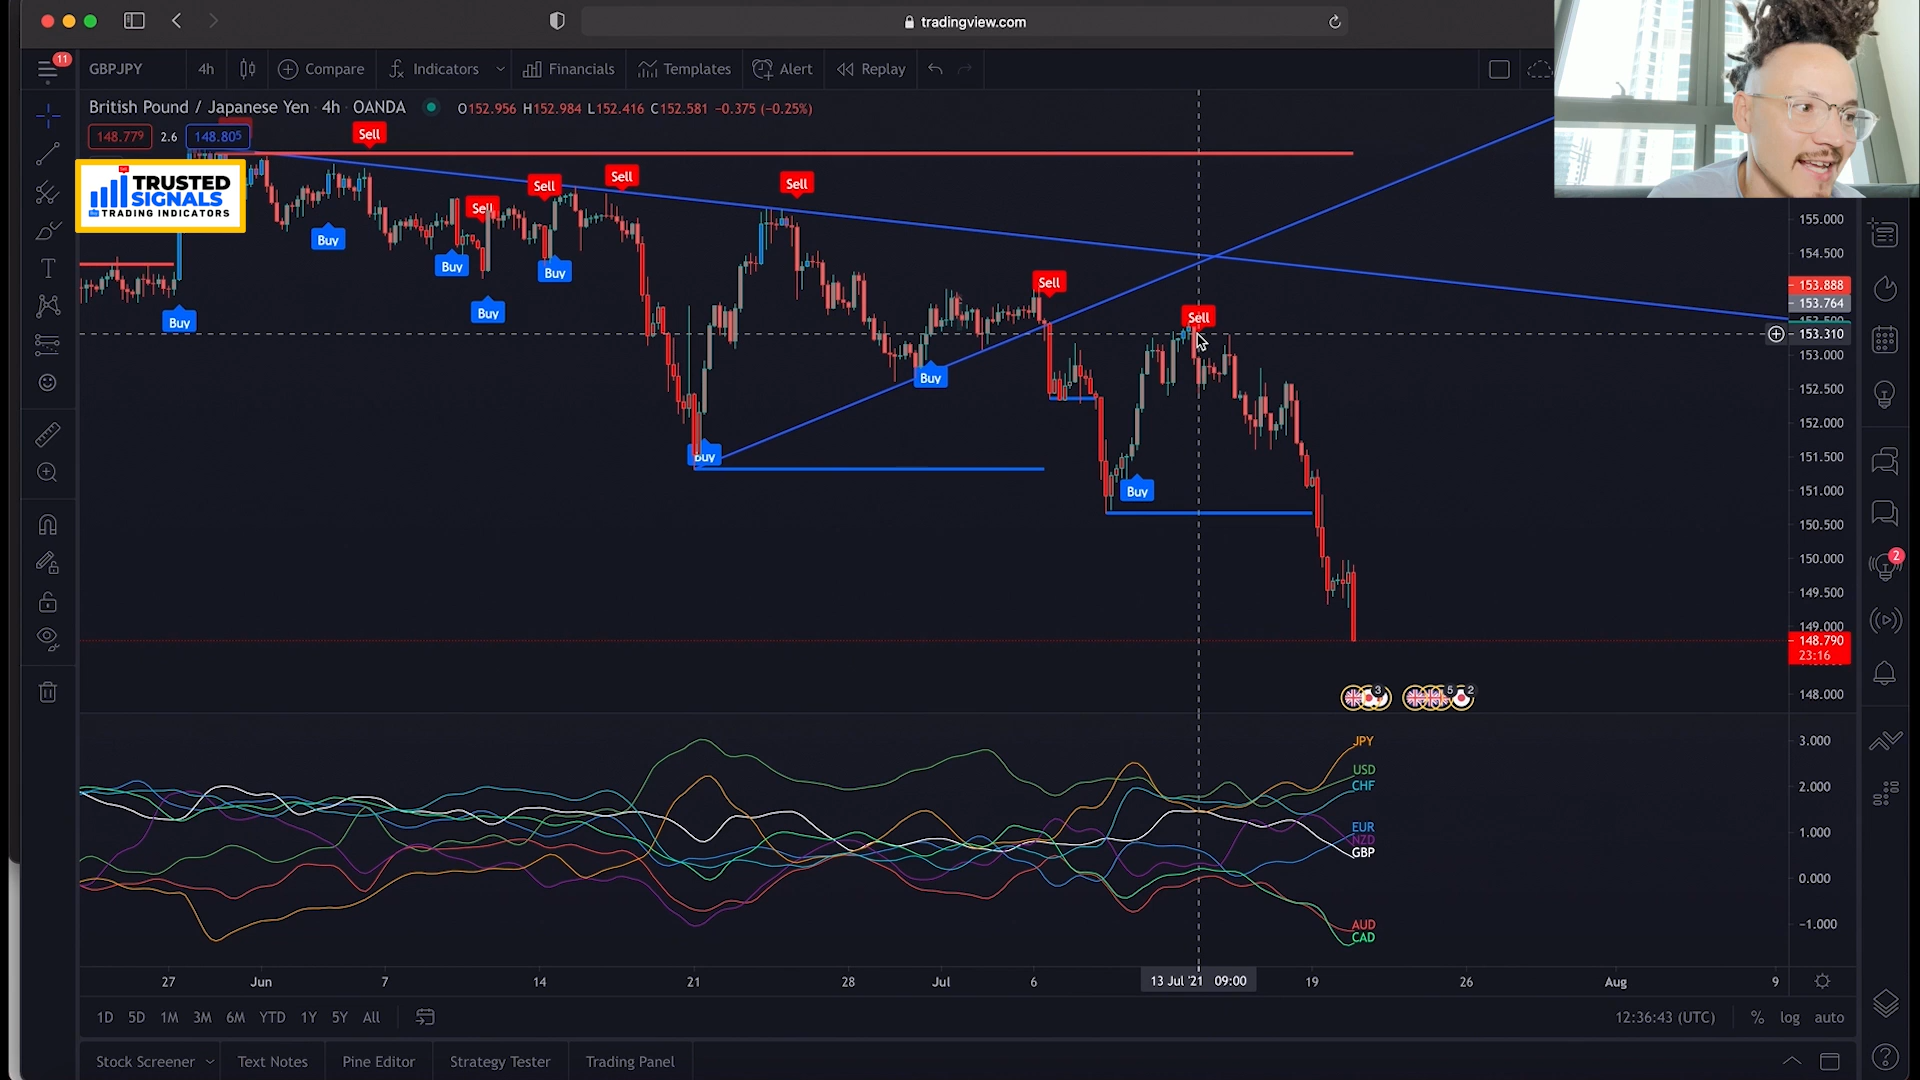 tradingview.com
11
GBPJPY 4h Compare Indicators Financials Templates Alert Replay
British Pound / Japanese Yen · 4h · OANDA O152.956 H152.984 L152.416 C152.581 −0.375 (−0.25%)
148.779 2.6 148.805
TRUSTED
SIGNALS
TRADING INDICATORS
Sell
Sell
Sell
Sell
Sell
Sell
Sell
Buy
Buy
Buy
Buy
Buy
Buy
Buy
Buy
155.000
154.500
153.888
153.764
153.310
153.000
152.500
152.000
151.500
151.000
150.500
150.000
149.500
149.000
148.790
23:16
148.000
3 5 2
2
JPY
USD
CHF
EUR
NZD
GBP
AUD
CAD
3.000
2.000
1.000
0.000
−1.000
27 Jun 7 14 21 28 Jul 6 13 Jul '21 09:00 19 26 Aug 9
1D 5D 1M 3M 6M YTD 1Y 5Y All 12:36:43 (UTC) % log auto
Stock Screener Text Notes Pine Editor Strategy Tester Trading Panel